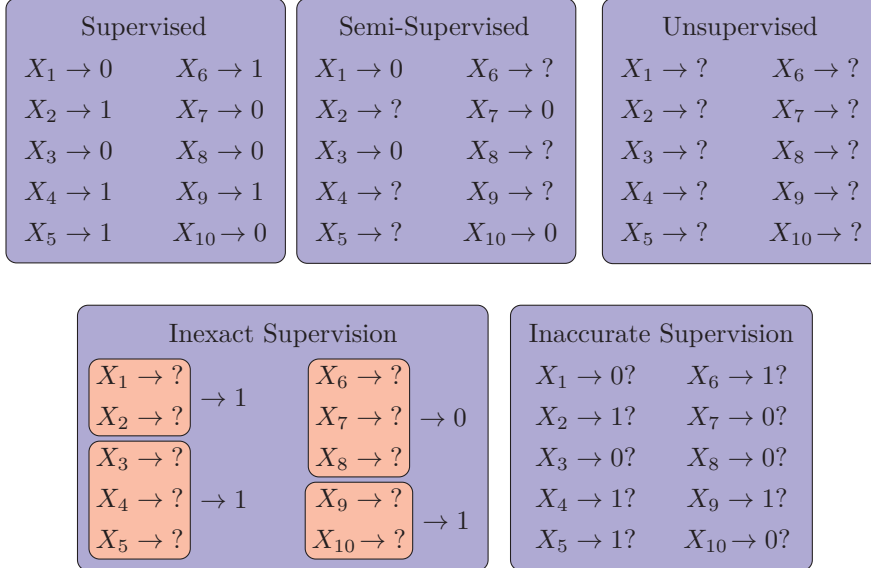 Supervised
X₁ → 0 X₆ → 1
X₂ → 1 X₇ → 0
X₃ → 0 X₈ → 0
X₄ → 1 X₉ → 1
X₅ → 1 X₁₀ → 0
Semi-Supervised
X₁ → 0 X₆ → ?
X₂ → ? X₇ → 0
X₃ → 0 X₈ → ?
X₄ → ? X₉ → ?
X₅ → ? X₁₀ → 0
Unsupervised
X₁ → ? X₆ → ?
X₂ → ? X₇ → ?
X₃ → ? X₈ → ?
X₄ → ? X₉ → ?
X₅ → ? X₁₀ → ?
Inexact Supervision
X₁ → ?
X₂ → ?
→ 1
X₃ → ?
X₄ → ?
X₅ → ?
→ 1
X₆ → ?
X₇ → ?
X₈ → ?
→ 0
X₉ → ?
X₁₀ → ?
→ 1
Inaccurate Supervision
X₁ → 0? X₆ → 1?
X₂ → 1? X₇ → 0?
X₃ → 0? X₈ → 0?
X₄ → 1? X₉ → 1?
X₅ → 1? X₁₀ → 0?